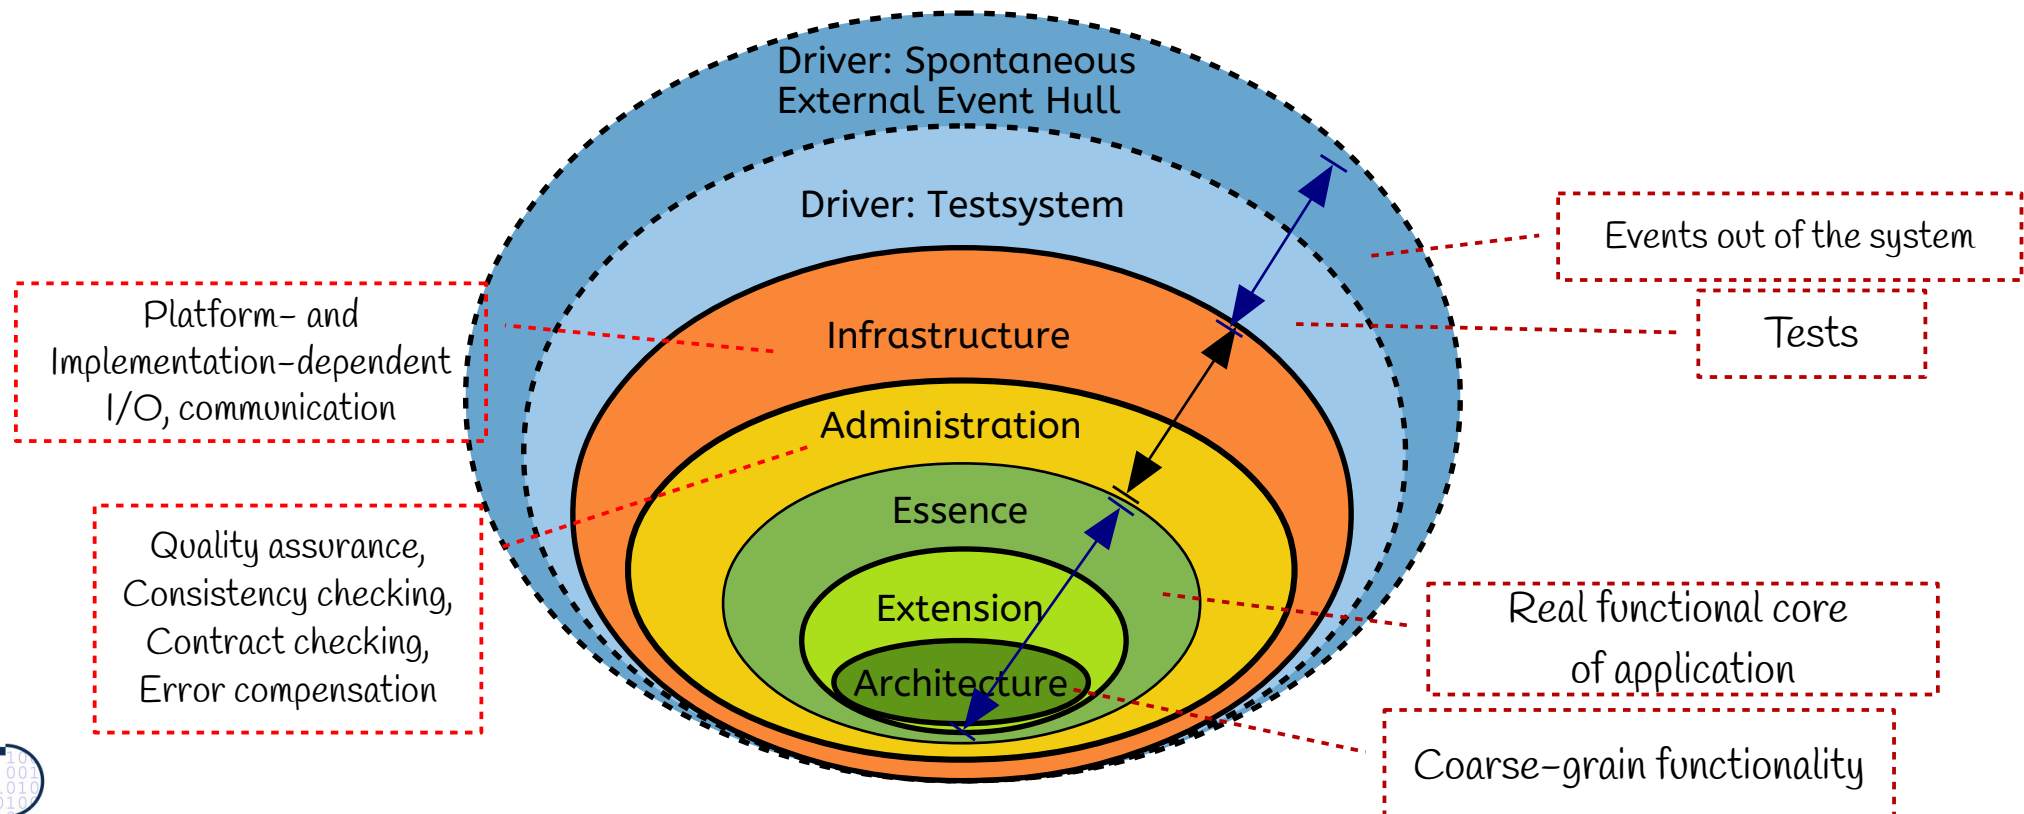 Driver: Spontaneous
External Event Hull
Driver: Testsystem
Events out of the system
Tests
Platform- and
Implementation-dependent
I/O, communication
Infrastructure
Administration
Essence
Quality assurance,
Consistency checking,
Contract checking,
Error compensation
Extension
Real functional core
of application
Architecture
Coarse-grain functionality